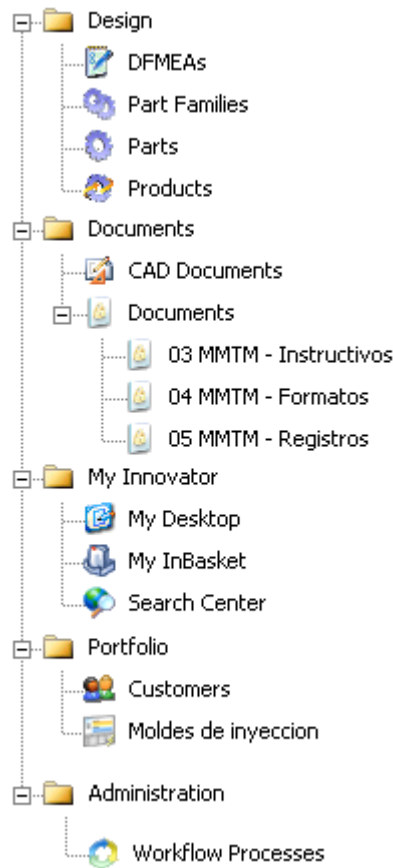 Design
DFMEAs
Part Families
Parts
Products
Documents
CAD Documents
Documents
03 MMTM - Instructivos
04 MMTM - Formatos
05 MMTM - Registros
My Innovator
My Desktop
My InBasket
Search Center
Portfolio
Customers
Moldes de inyeccion
Administration
Workflow Processes